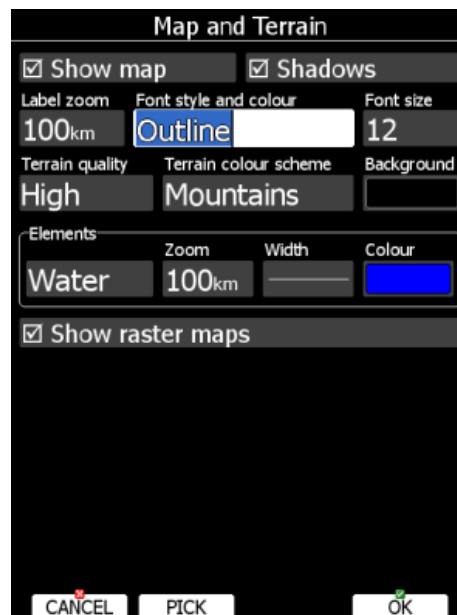 Map and Terrain
Show map Shadows
Label zoom Font style and colour Font size
100km Outline 12
Terrain quality Terrain colour scheme Background
High Mountains
Elements
Zoom Width Colour
Water 100km
Show raster maps
CANCEL PICK OK